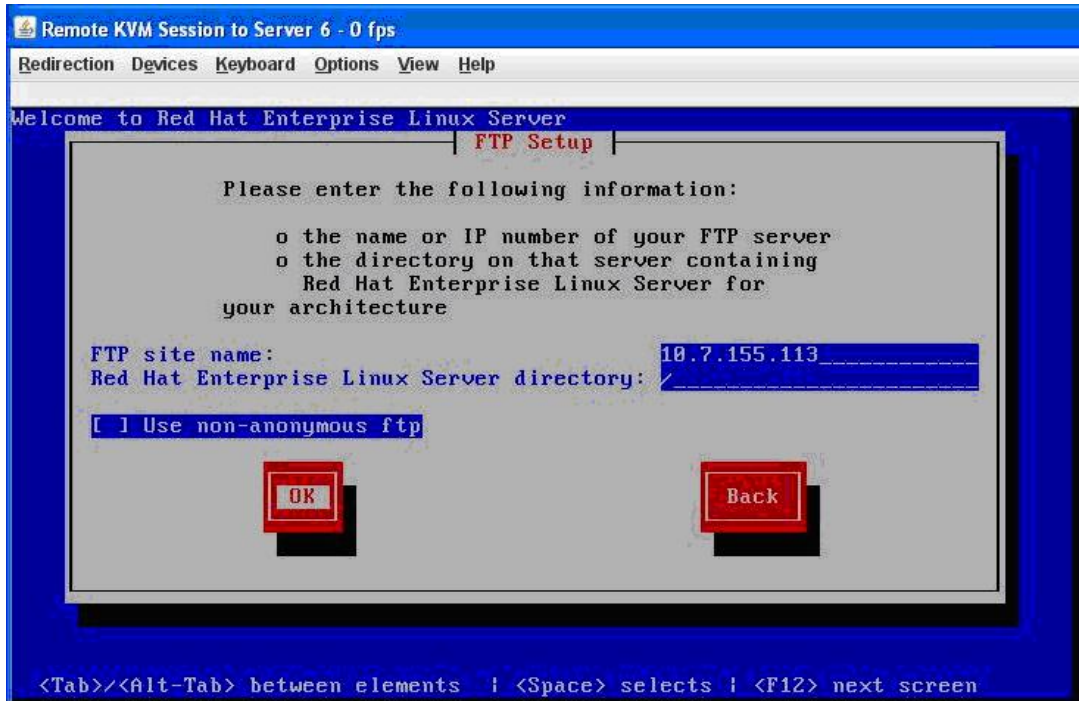 Remote KVM Session to Server 6 - 0 fps
Redirection Devices Keyboard Options View Help
Welcome to Red Hat Enterprise Linux Server
FTP Setup
Please enter the following information:
o the name or IP number of your FTP server
o the directory on that server containing
Red Hat Enterprise Linux Server for
your architecture
FTP site name: 10.7.155.113____________
Red Hat Enterprise Linux Server directory: /_______________________
[ ] Use non-anonymous ftp
OK Back
<Tab>/<Alt-Tab> between elements | <Space> selects | <F12> next screen